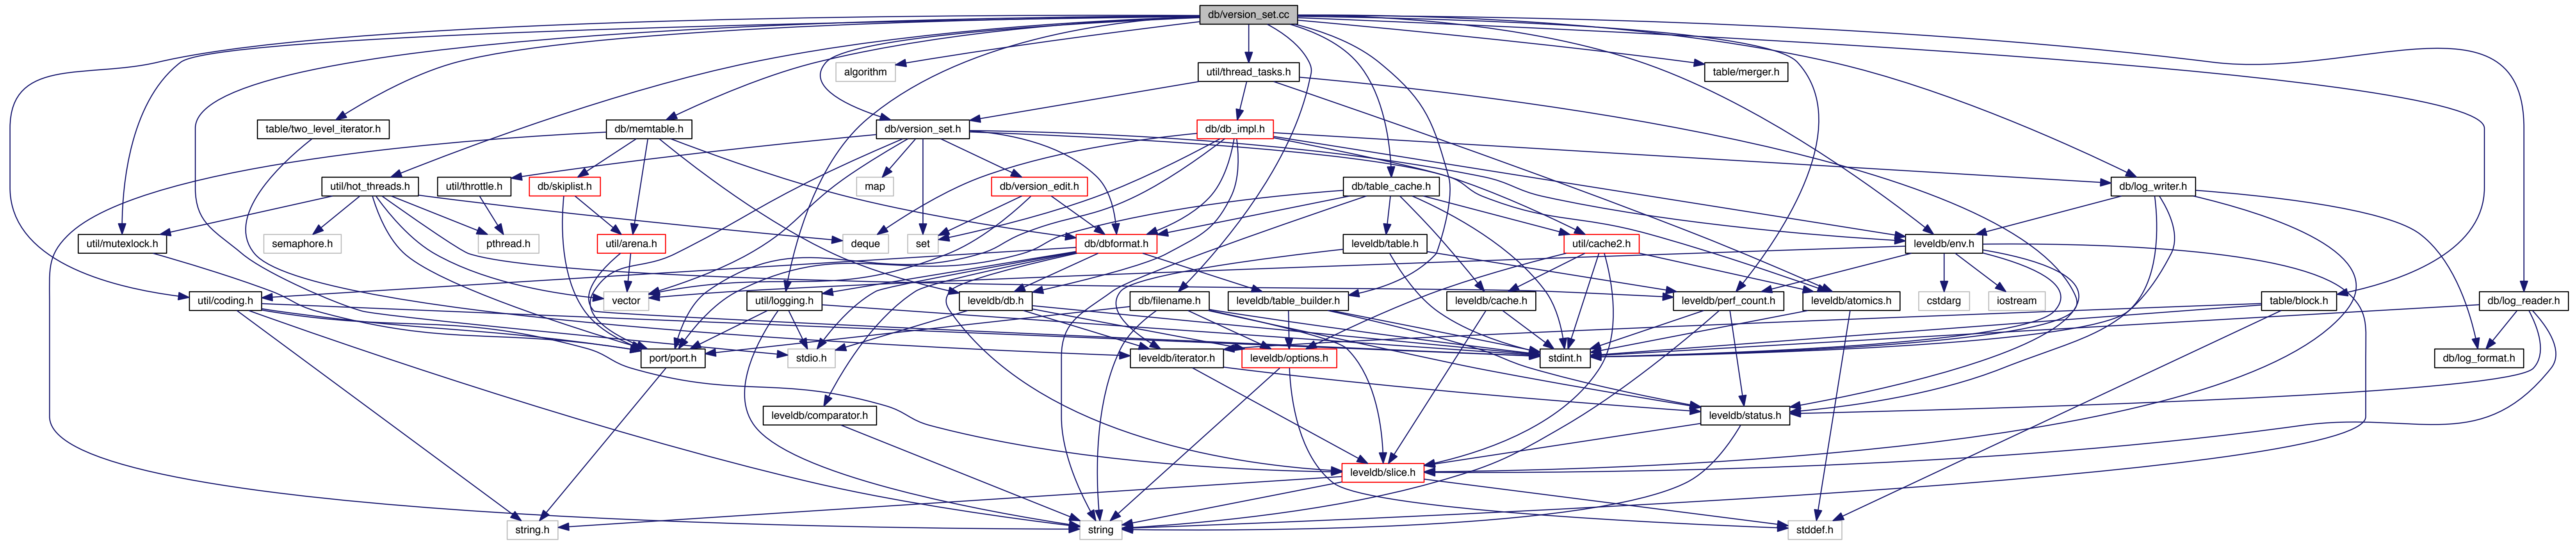 db/version_set.cc
algorithm
util/thread_tasks.h
table/merger.h
table/two_level_iterator.h
db/memtable.h
db/version_set.h
db/db_impl.h
util/hot_threads.h
util/throttle.h
db/skiplist.h
map
db/version_edit.h
db/table_cache.h
db/log_writer.h
util/mutexlock.h
semaphore.h
pthread.h
util/arena.h
deque
set
db/dbformat.h
leveldb/table.h
util/cache2.h
leveldb/env.h
util/coding.h
vector
util/logging.h
leveldb/db.h
db/filename.h
leveldb/table_builder.h
leveldb/cache.h
leveldb/perf_count.h
leveldb/atomics.h
cstdarg
iostream
table/block.h
db/log_reader.h
port/port.h
stdio.h
leveldb/iterator.h
leveldb/options.h
stdint.h
db/log_format.h
leveldb/comparator.h
leveldb/status.h
leveldb/slice.h
string.h
string
stddef.h